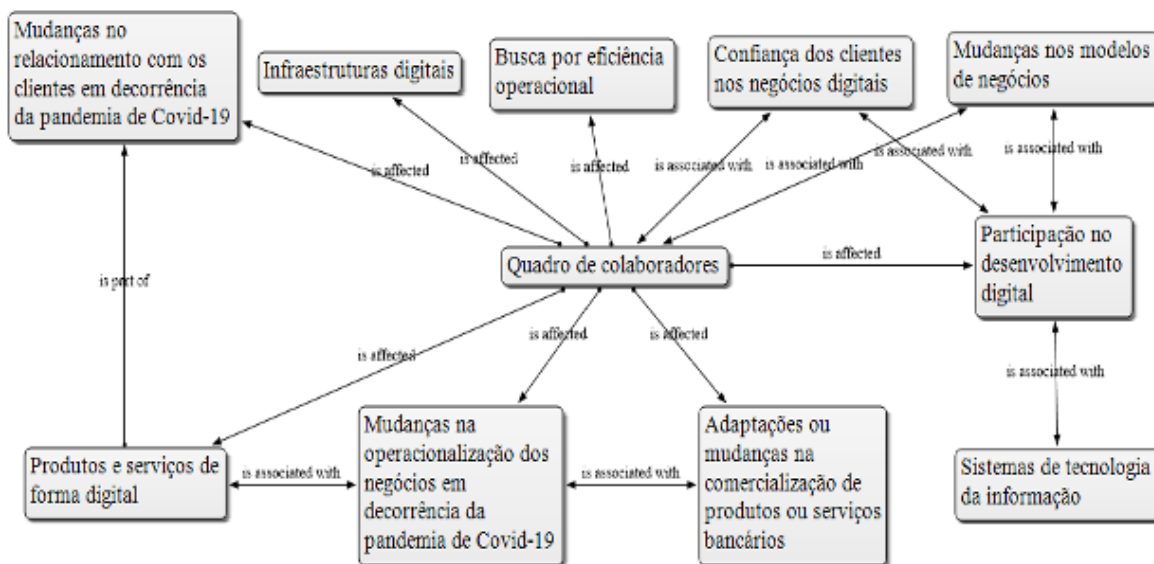 Mudanças no
relacionamento com os
clientes em decorrência
da pandemia de Covid-19
Infraestruturas digitais
Busca por eficiência
operacional
Confiança dos clientes
nos negócios digitais
Mudanças nos modelos
de negócios
is affected
is affected
is affected
is associated with
is associated with
is associated with
is associated with
Quadro de colaboradores
is affected
Participação no
desenvolvimento
digital
is part of
is affected
is affected
is affected
is associated with
Produtos e serviços de
forma digital
is associated with
Mudanças na
operacionalização dos
negócios em
decorrência da
pandemia de Covid-19
is associated with
Adaptações ou
mudanças na
comercialização de
produtos ou serviços
bancários
Sistemas de tecnologia
da informação